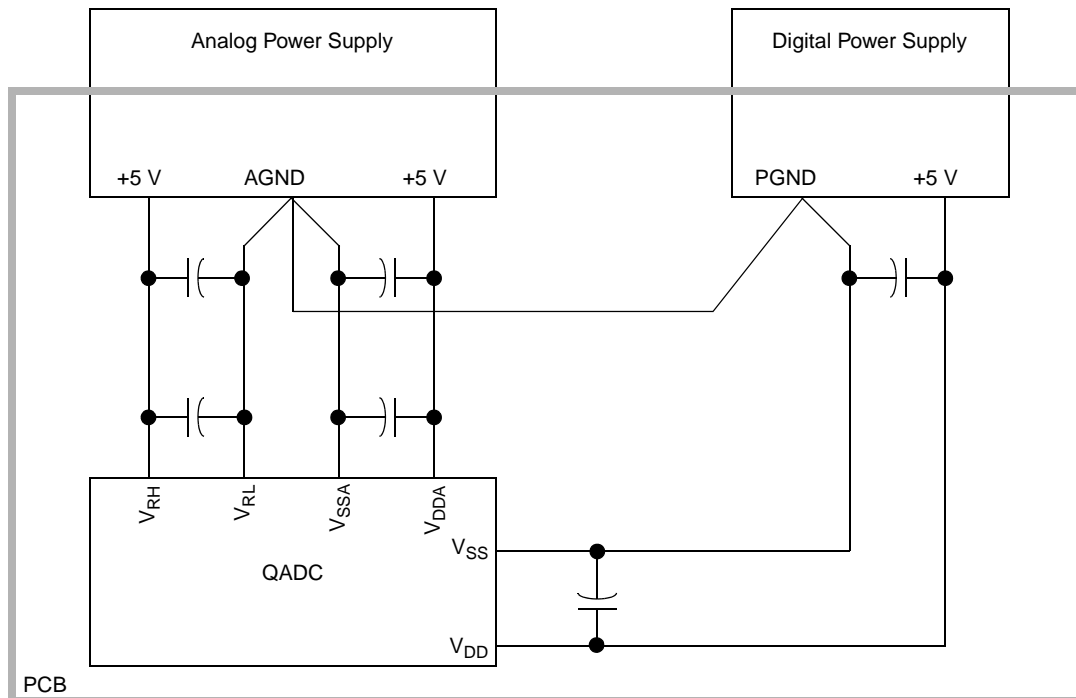 Analog Power Supply
Digital Power Supply
+5 V
AGND
+5 V
PGND
+5 V
VRH
VRL
VSSA
VDDA
VSS
QADC
VDD
PCB